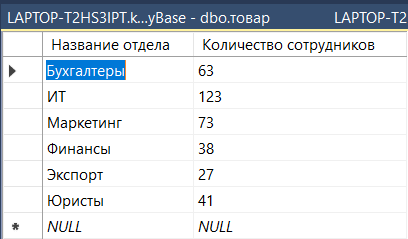 LAPTOP-T2HS3IPT.k...yBase - dbo.товар LAPTOP-T2
Название отдела Количество сотрудников
Бухгалтеры 63
ИТ 123
Маркетинг 73
Финансы 38
Экспорт 27
Юристы 41
NULL NULL